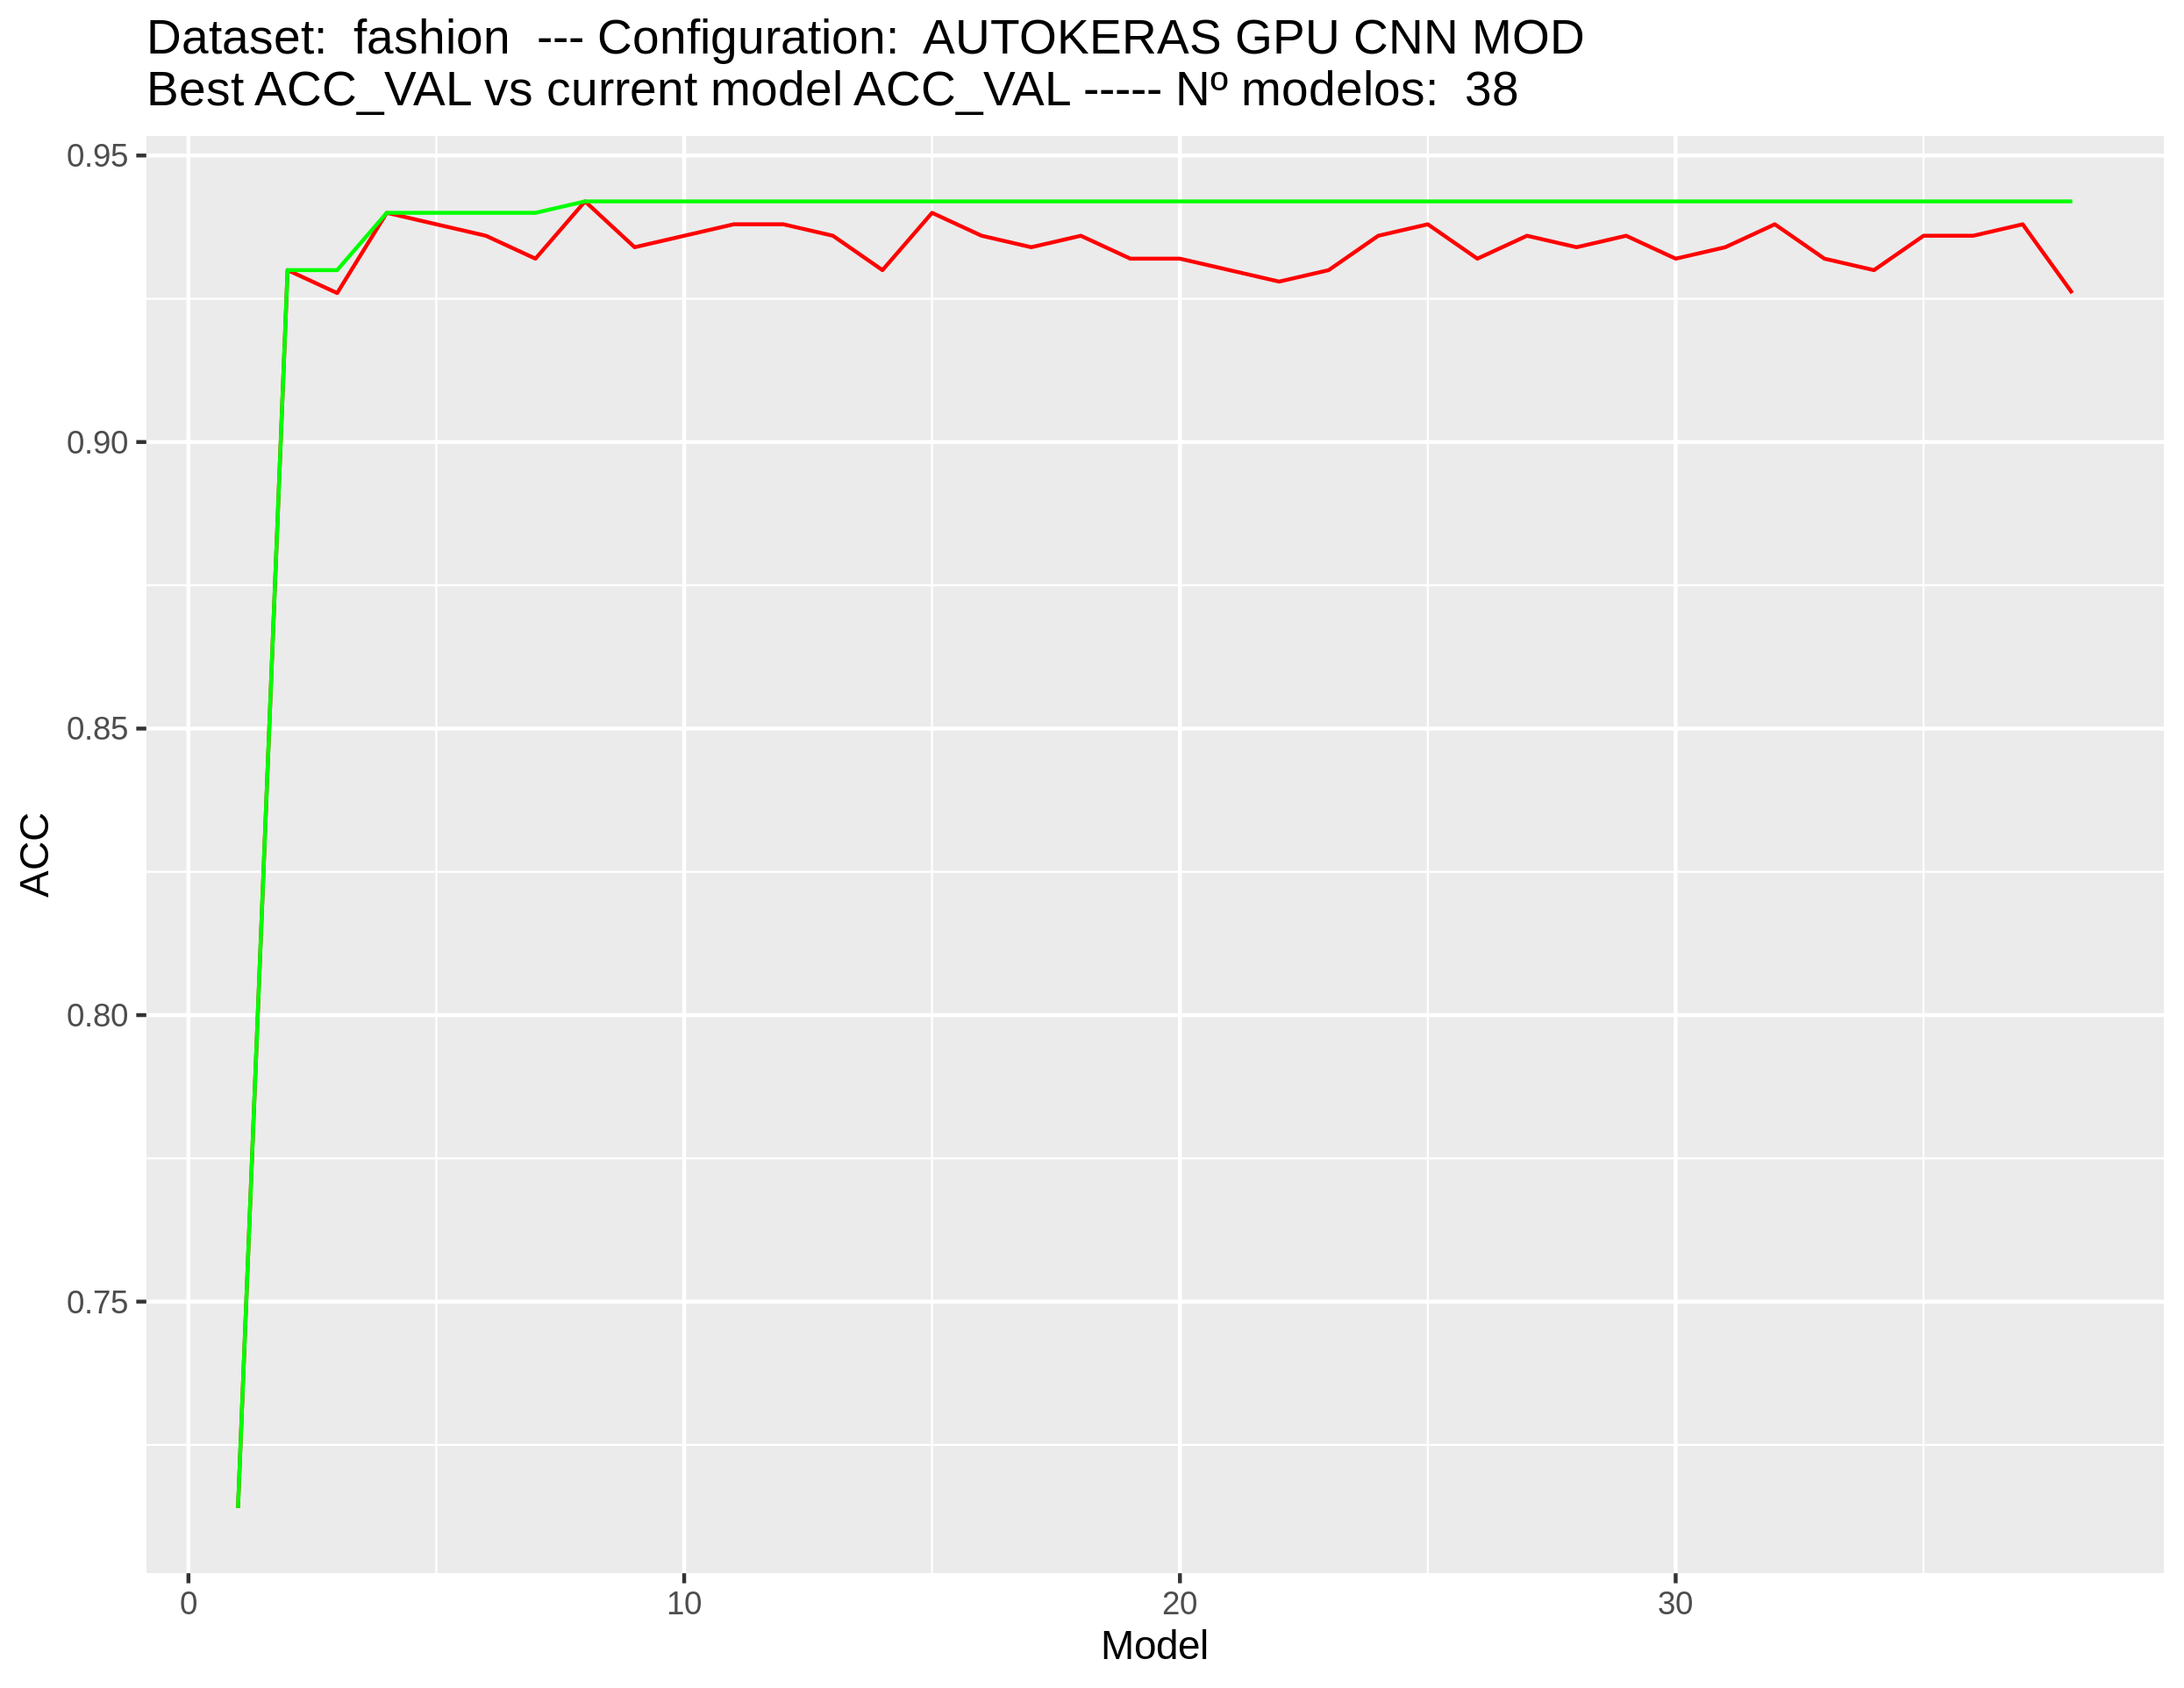 Dataset:  fashion  --- Configuration:  AUTOKERAS GPU CNN MOD
Best ACC_VAL vs current model ACC_VAL ----- Nº modelos:  38
0.95
0.90
0.85
0.80
0.75
ACC
0 10 20 30
Model